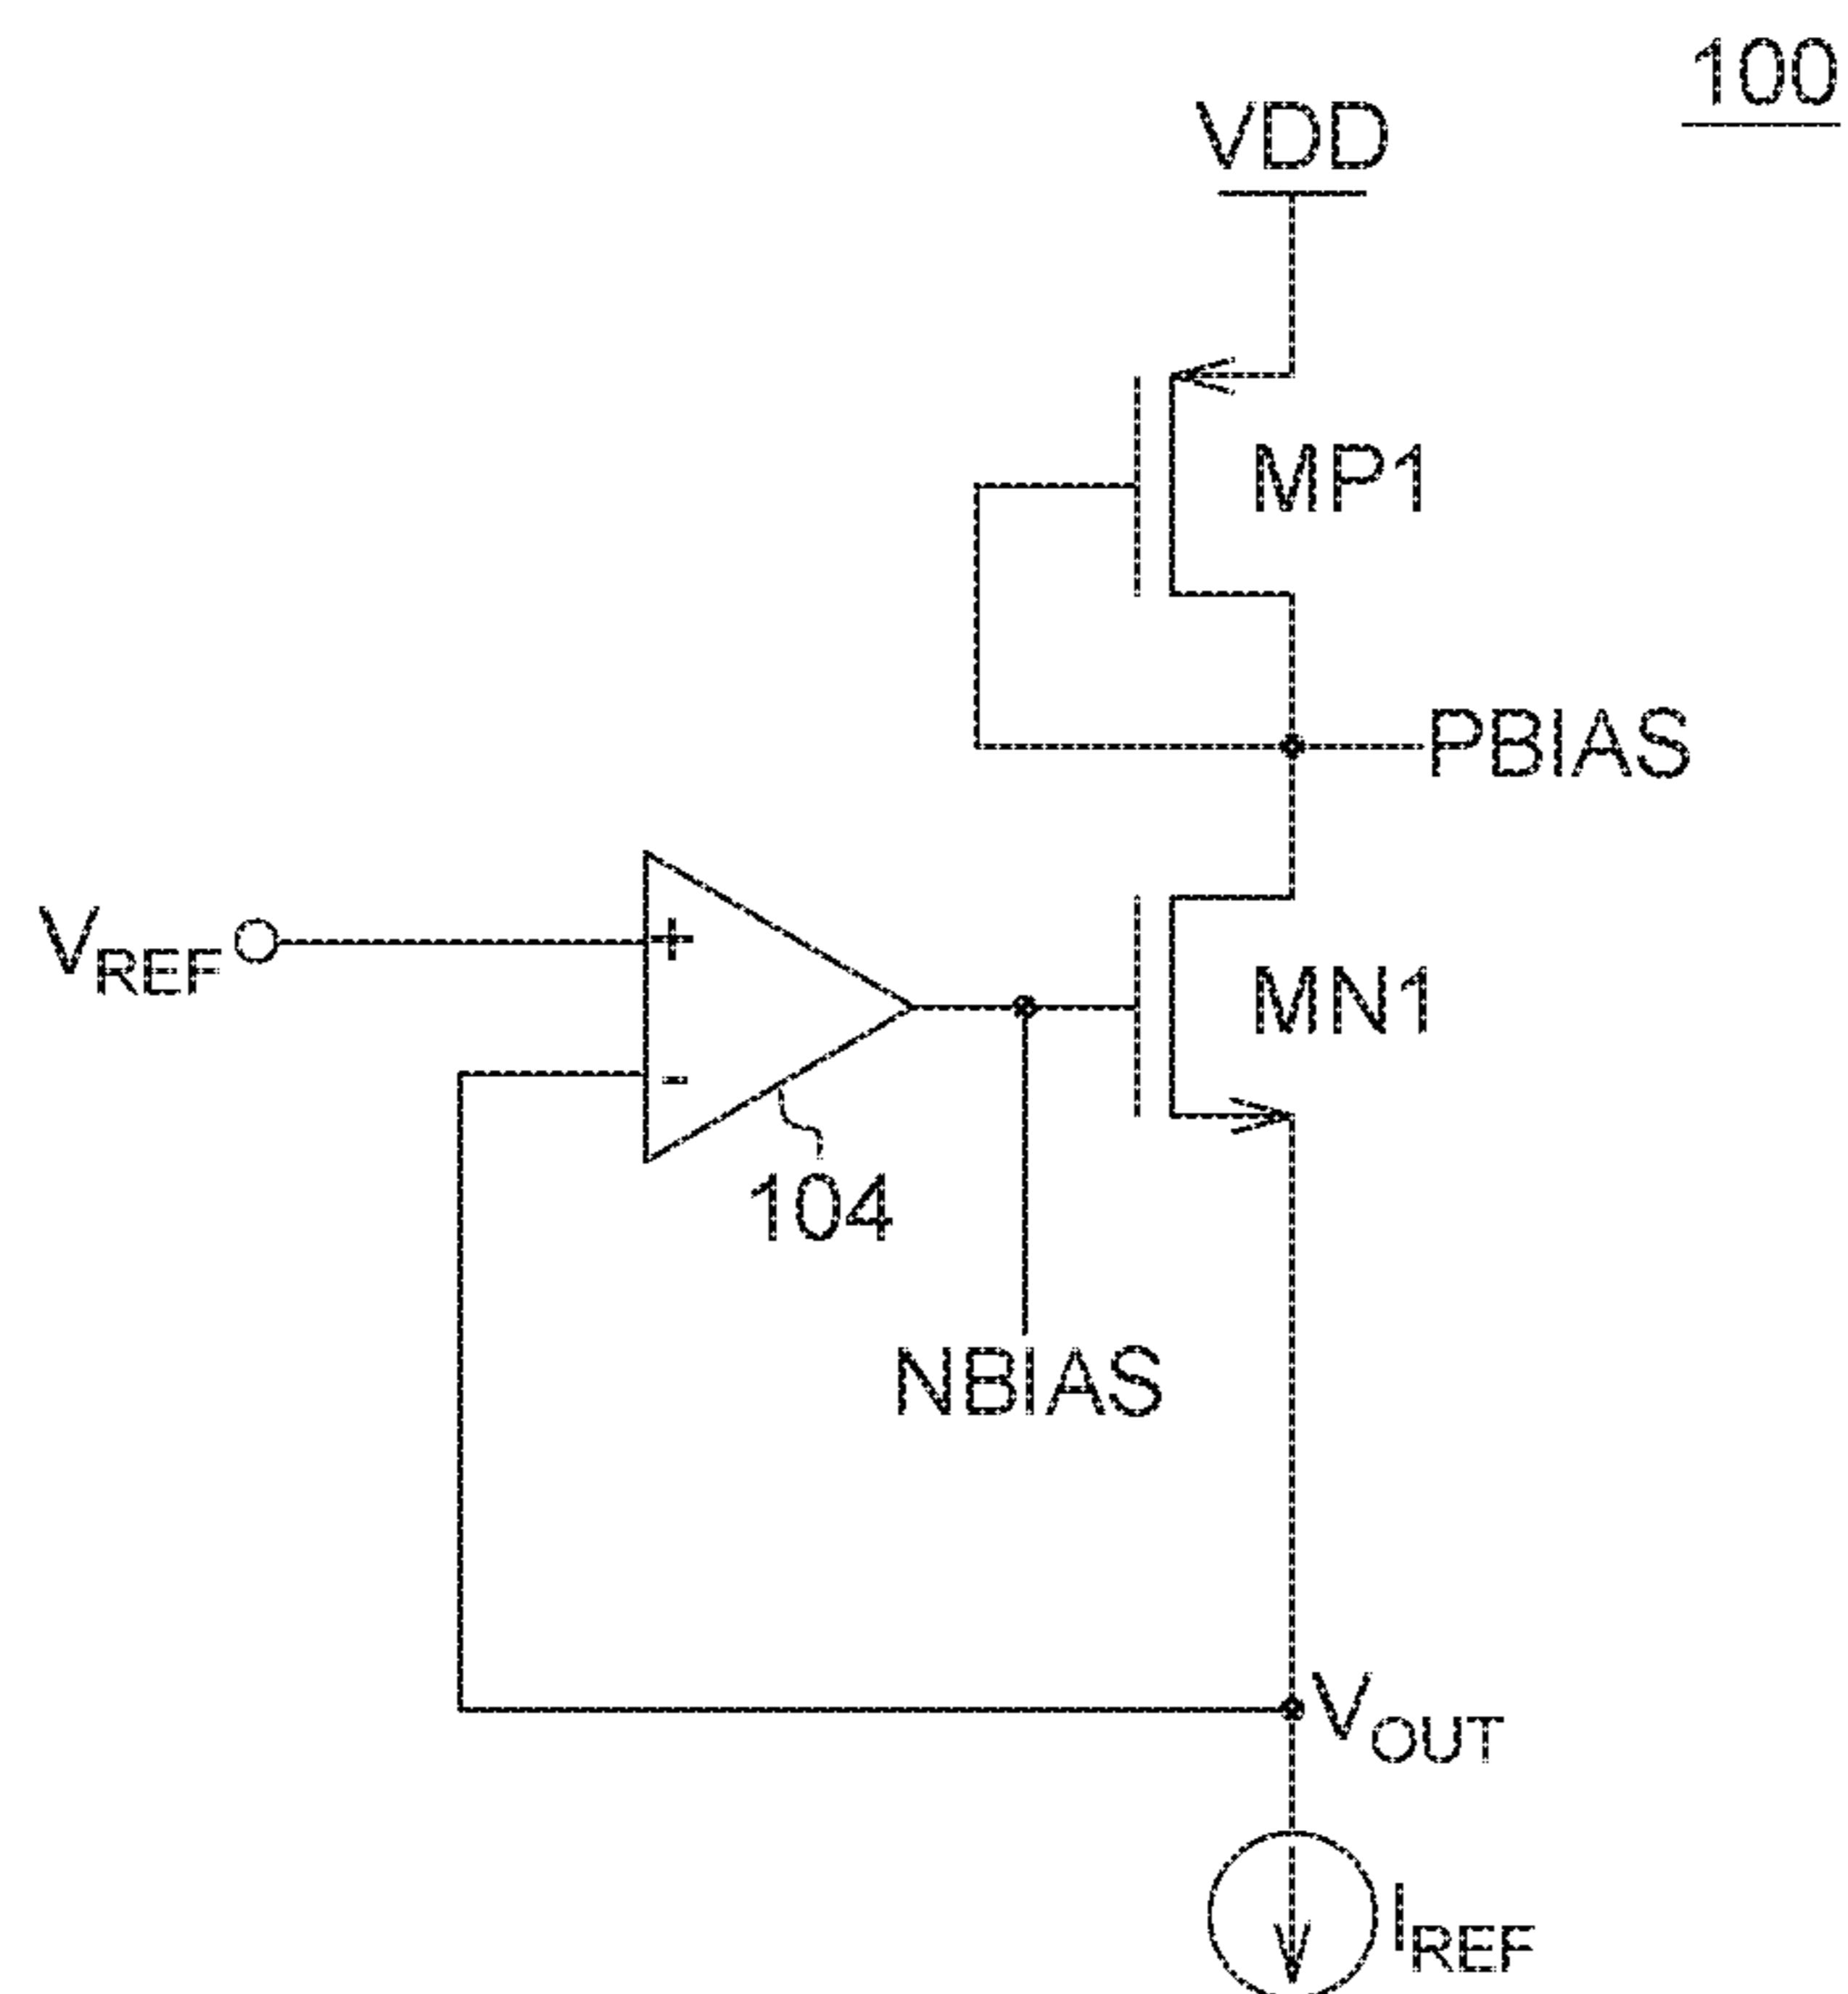 100
VDD
MP1
PBIAS
VREF
+
MN1
-
104
NBIAS
VOUT
IREF